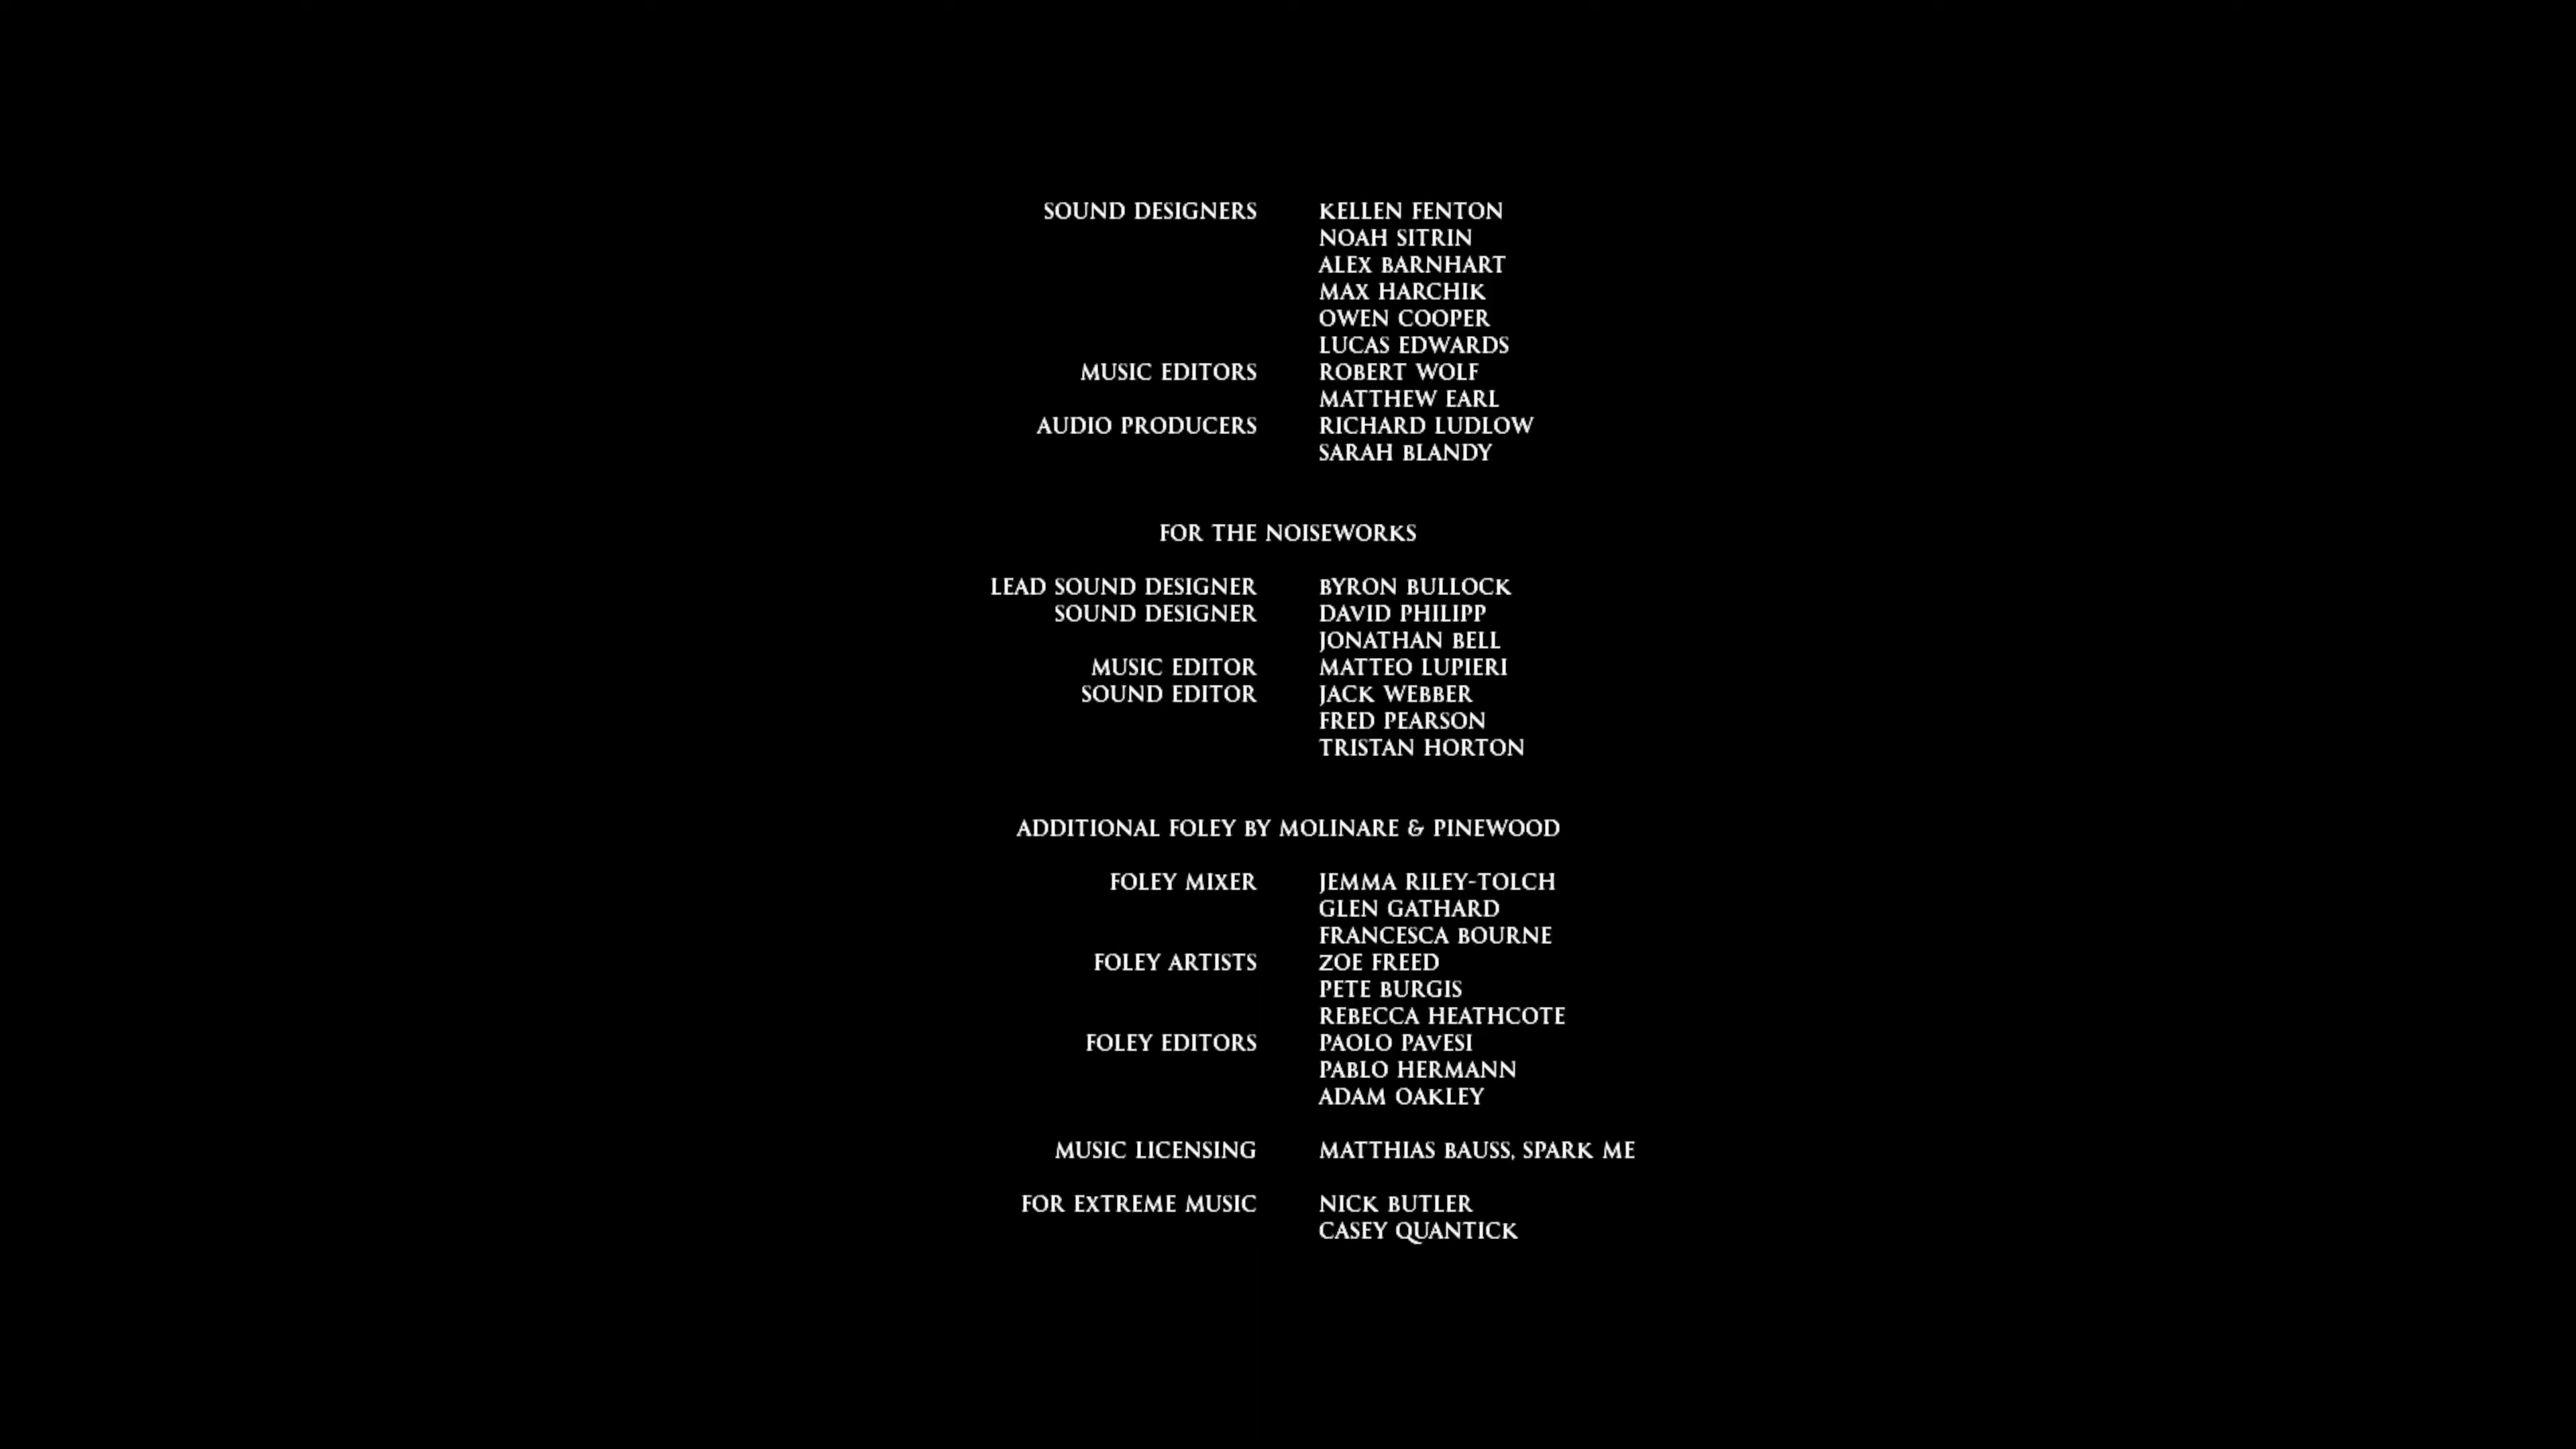 SOUND DESIGNERS KELLEN FENTON
NOAH SITRIN
ALEX BARNHART
MAX HARCHIK
OWEN COOPER
LUCAS EDWARDS
MUSIC EDITORS ROBERT WOLF
MATTHEW EARL
AUDIO PRODUCERS RICHARD LUDLOW
SARAH BLANDY
FOR THE NOISEWORKS
LEAD SOUND DESIGNER BYRON BULLOCK
SOUND DESIGNER DAVID PHILIPP
JONATHAN BELL
MUSIC EDITOR MATTEO LUPIERI
SOUND EDITOR JACK WEBBER
FRED PEARSON
TRISTAN HORTON
ADDITIONAL FOLEY BY MOLINARE & PINEWOOD
FOLEY MIXER JEMMA RILEY-TOLCH
GLEN GATHARD
FRANCESCA BOURNE
FOLEY ARTISTS ZOE FREED
PETE BURGIS
REBECCA HEATHCOTE
FOLEY EDITORS PAOLO PAVESI
PABLO HERMANN
ADAM OAKLEY
MUSIC LICENSING MATTHIAS BAUSS, SPARK ME
FOR EXTREME MUSIC NICK BUTLER
CASEY QUANTICK